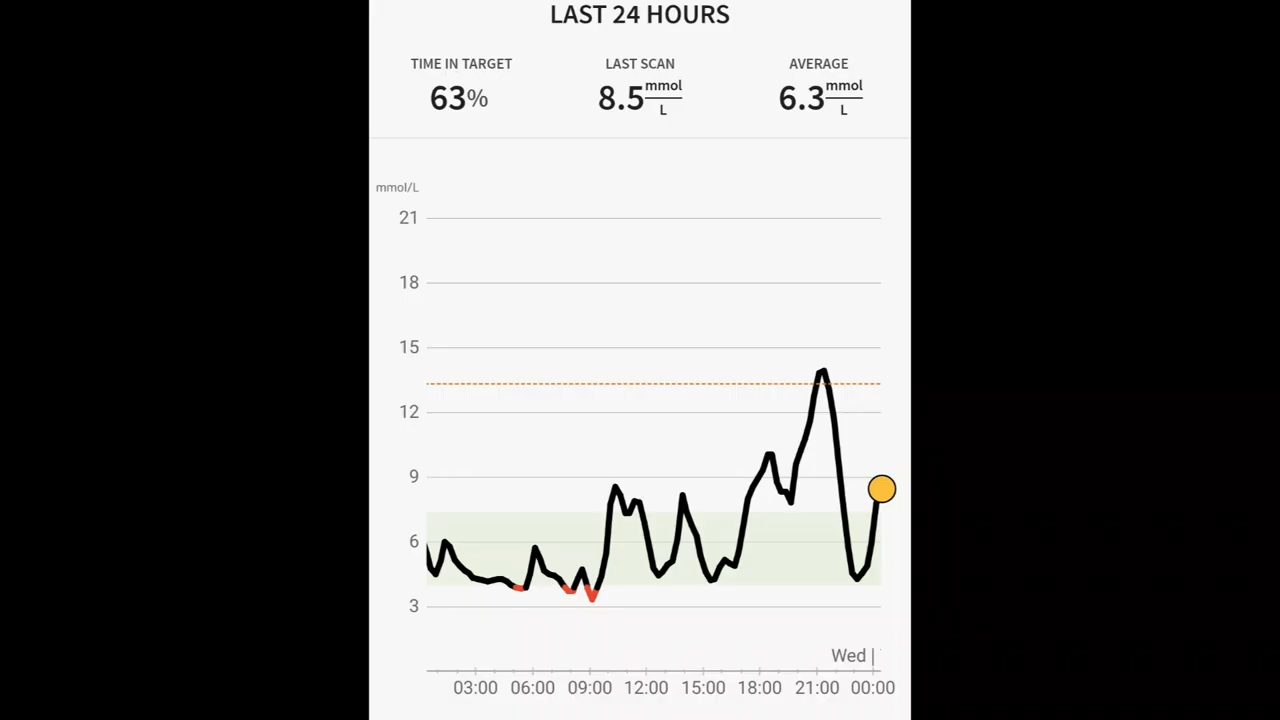 LAST 24 HOURS
TIME IN TARGET LAST SCAN AVERAGE
63% 8.5 mmol/L 6.3 mmol/L
mmol/L
21
18
15
12
9
6
3
Wed |
03:00 06:00 09:00 12:00 15:00 18:00 21:00 00:00